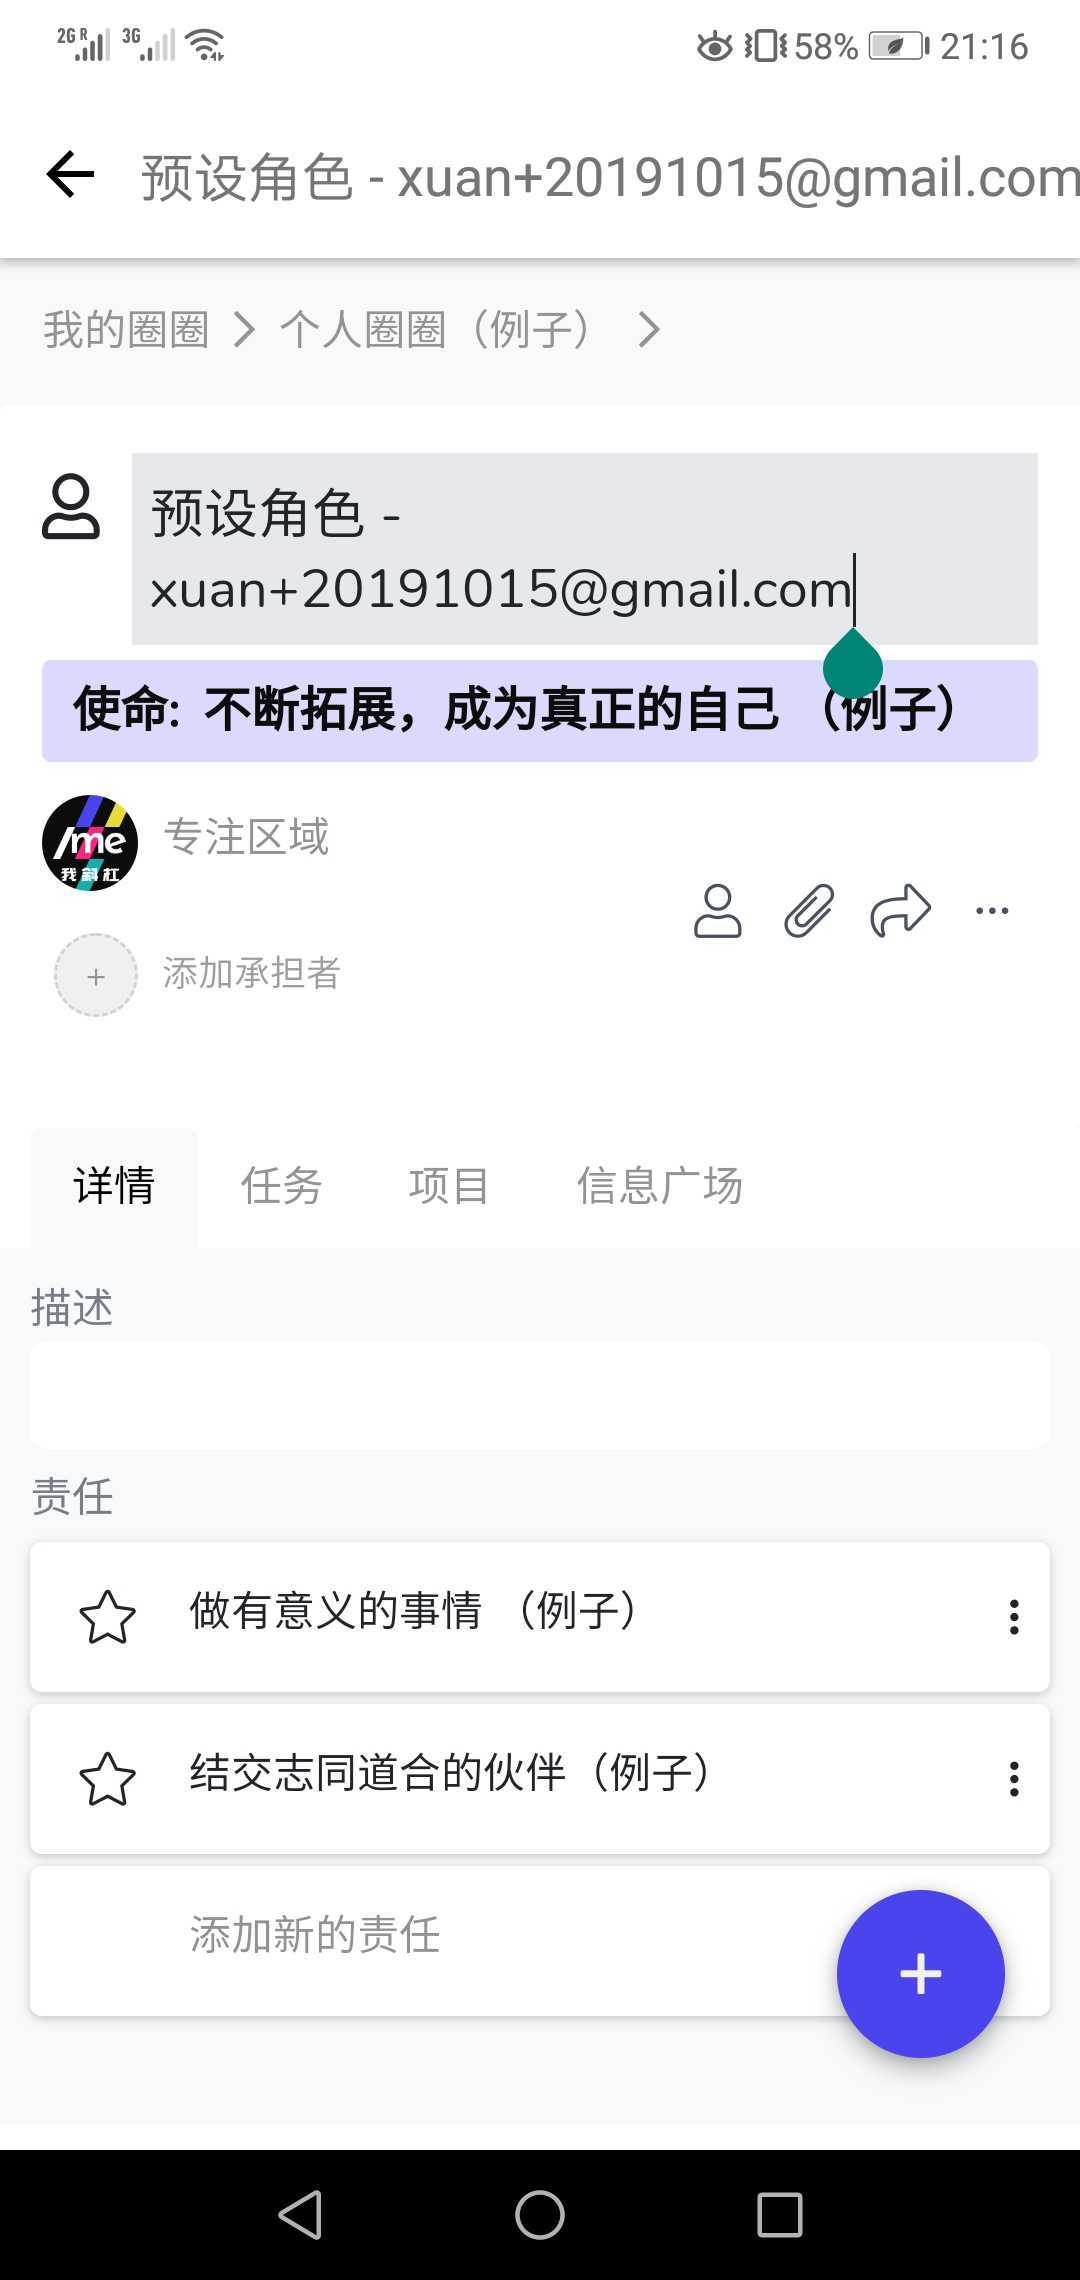 2G R 3G 58% 21:16
预设角色 - xuan+20191015@gmail.com
我的圈圈 个人圈圈（例子）
预设角色 -
xuan+20191015@gmail.com
使命: 不断拓展，成为真正的自己 （例子）
/me
我斜杠
专注区域
添加承担者
详情 任务 项目 信息广场
描述
责任
做有意义的事情 （例子）
结交志同道合的伙伴（例子）
添加新的责任